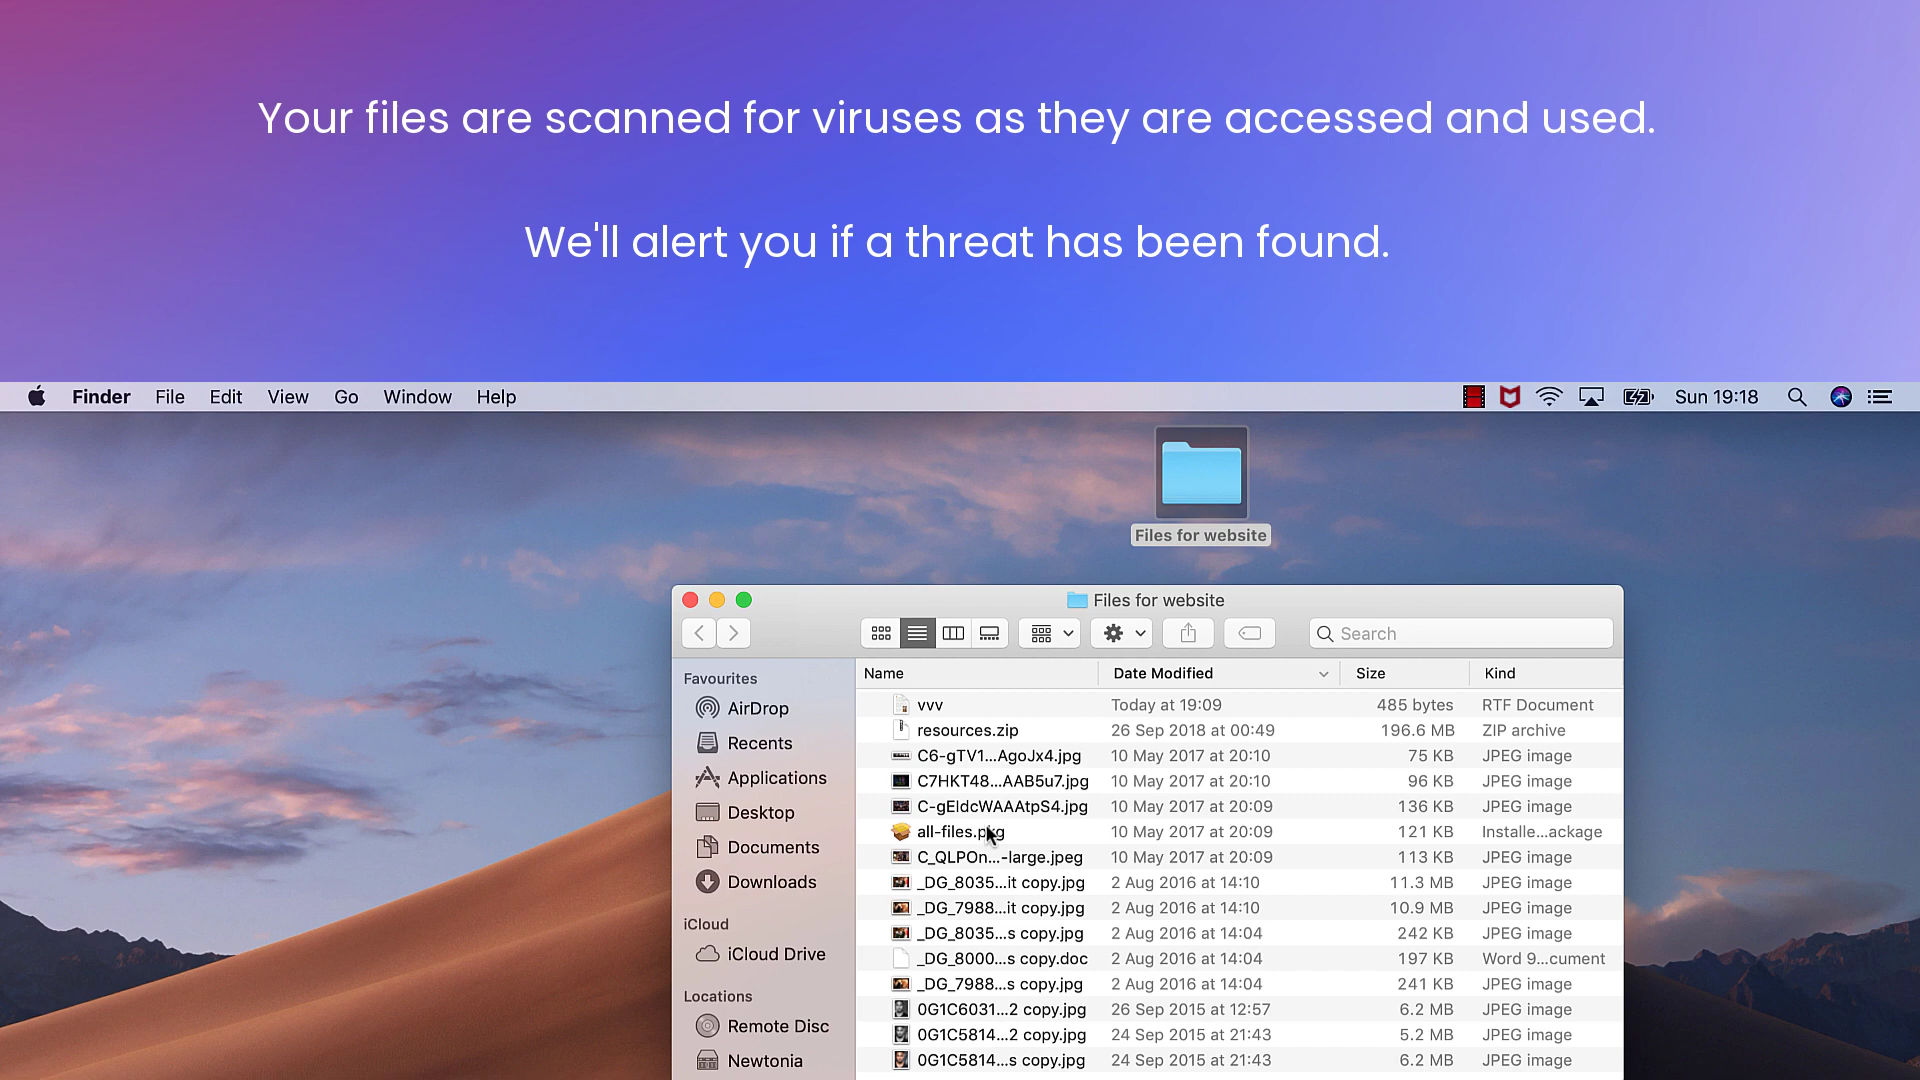 Your files are scanned for viruses as they are accessed and used.
We'll alert you if a threat has been found.
Finder File Edit View Go Window Help Sun 19:18
Files for website
Files for website
Search
Favourites
AirDrop
Recents
Applications
Desktop
Documents
Downloads
iCloud
iCloud Drive
Locations
Remote Disc
Newtonia
Name Date Modified Size Kind
vvv Today at 19:09 485 bytes RTF Document
resources.zip 26 Sep 2018 at 00:49 196.6 MB ZIP archive
C6-gTV1...AgoJx4.jpg 10 May 2017 at 20:10 75 KB JPEG image
C7HKT48...AAB5u7.jpg 10 May 2017 at 20:10 96 KB JPEG image
C-gEldcWAAAtpS4.jpg 10 May 2017 at 20:09 136 KB JPEG image
all-files.pkg 10 May 2017 at 20:09 121 KB Installe...ackage
C_QLPOn...-large.jpeg 10 May 2017 at 20:09 113 KB JPEG image
_DG_8035...it copy.jpg 2 Aug 2016 at 14:10 11.3 MB JPEG image
_DG_7988...it copy.jpg 2 Aug 2016 at 14:10 10.9 MB JPEG image
_DG_8035...s copy.jpg 2 Aug 2016 at 14:04 242 KB JPEG image
_DG_8000...s copy.doc 2 Aug 2016 at 14:04 197 KB Word 9...cument
_DG_7988...s copy.jpg 2 Aug 2016 at 14:04 241 KB JPEG image
0G1C6031...2 copy.jpg 26 Sep 2015 at 12:57 6.2 MB JPEG image
0G1C5814...2 copy.jpg 24 Sep 2015 at 21:43 5.2 MB JPEG image
0G1C5814...s copy.jpg 24 Sep 2015 at 21:43 6.2 MB JPEG image